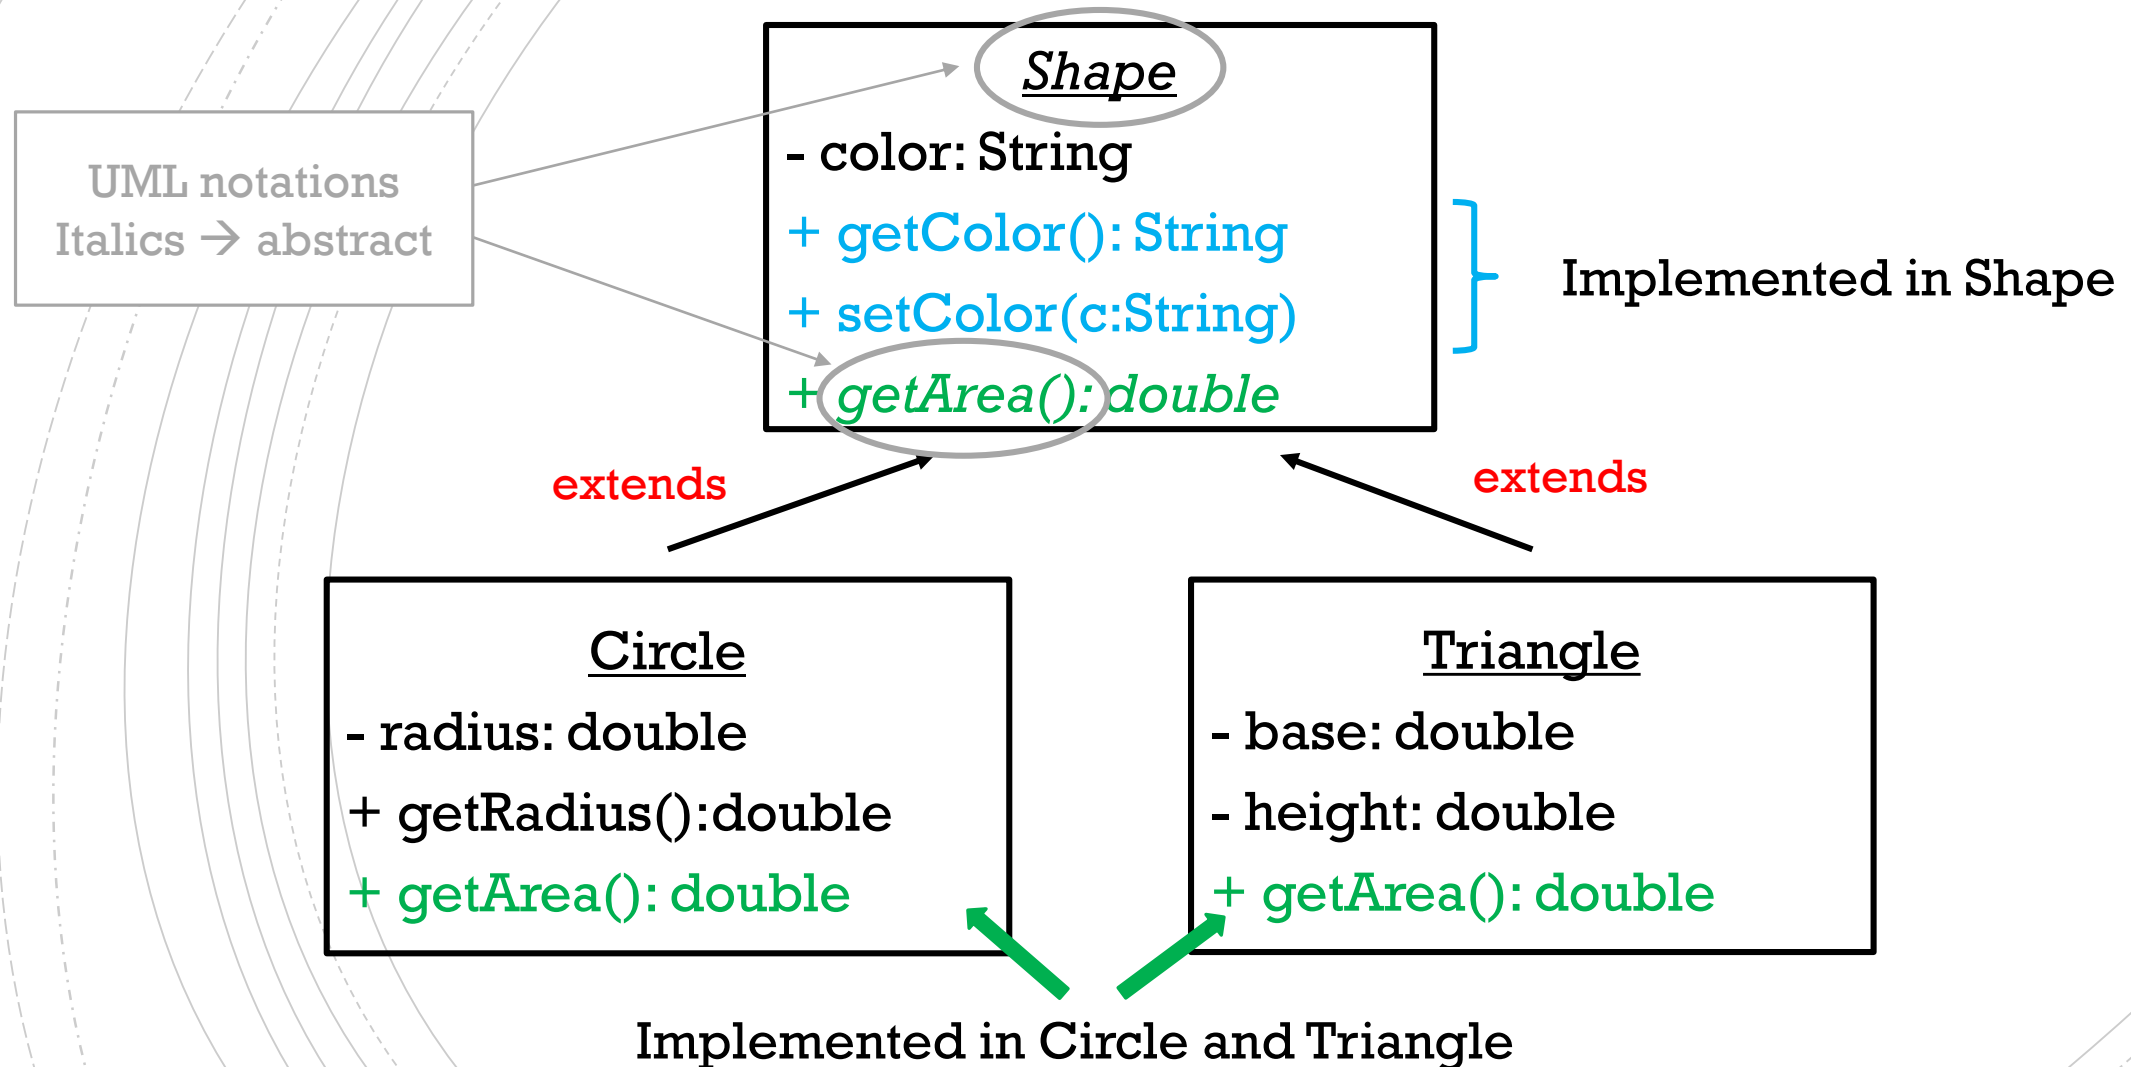 UML notations
Italics → abstract
Shape
- color: String
+ getColor(): String
+ setColor(c:String)
+ getArea(): double
Implemented in Shape
extends
extends
Circle
- radius: double
+ getRadius():double
+ getArea(): double
Triangle
- base: double
- height: double
+ getArea(): double
Implemented in Circle and Triangle